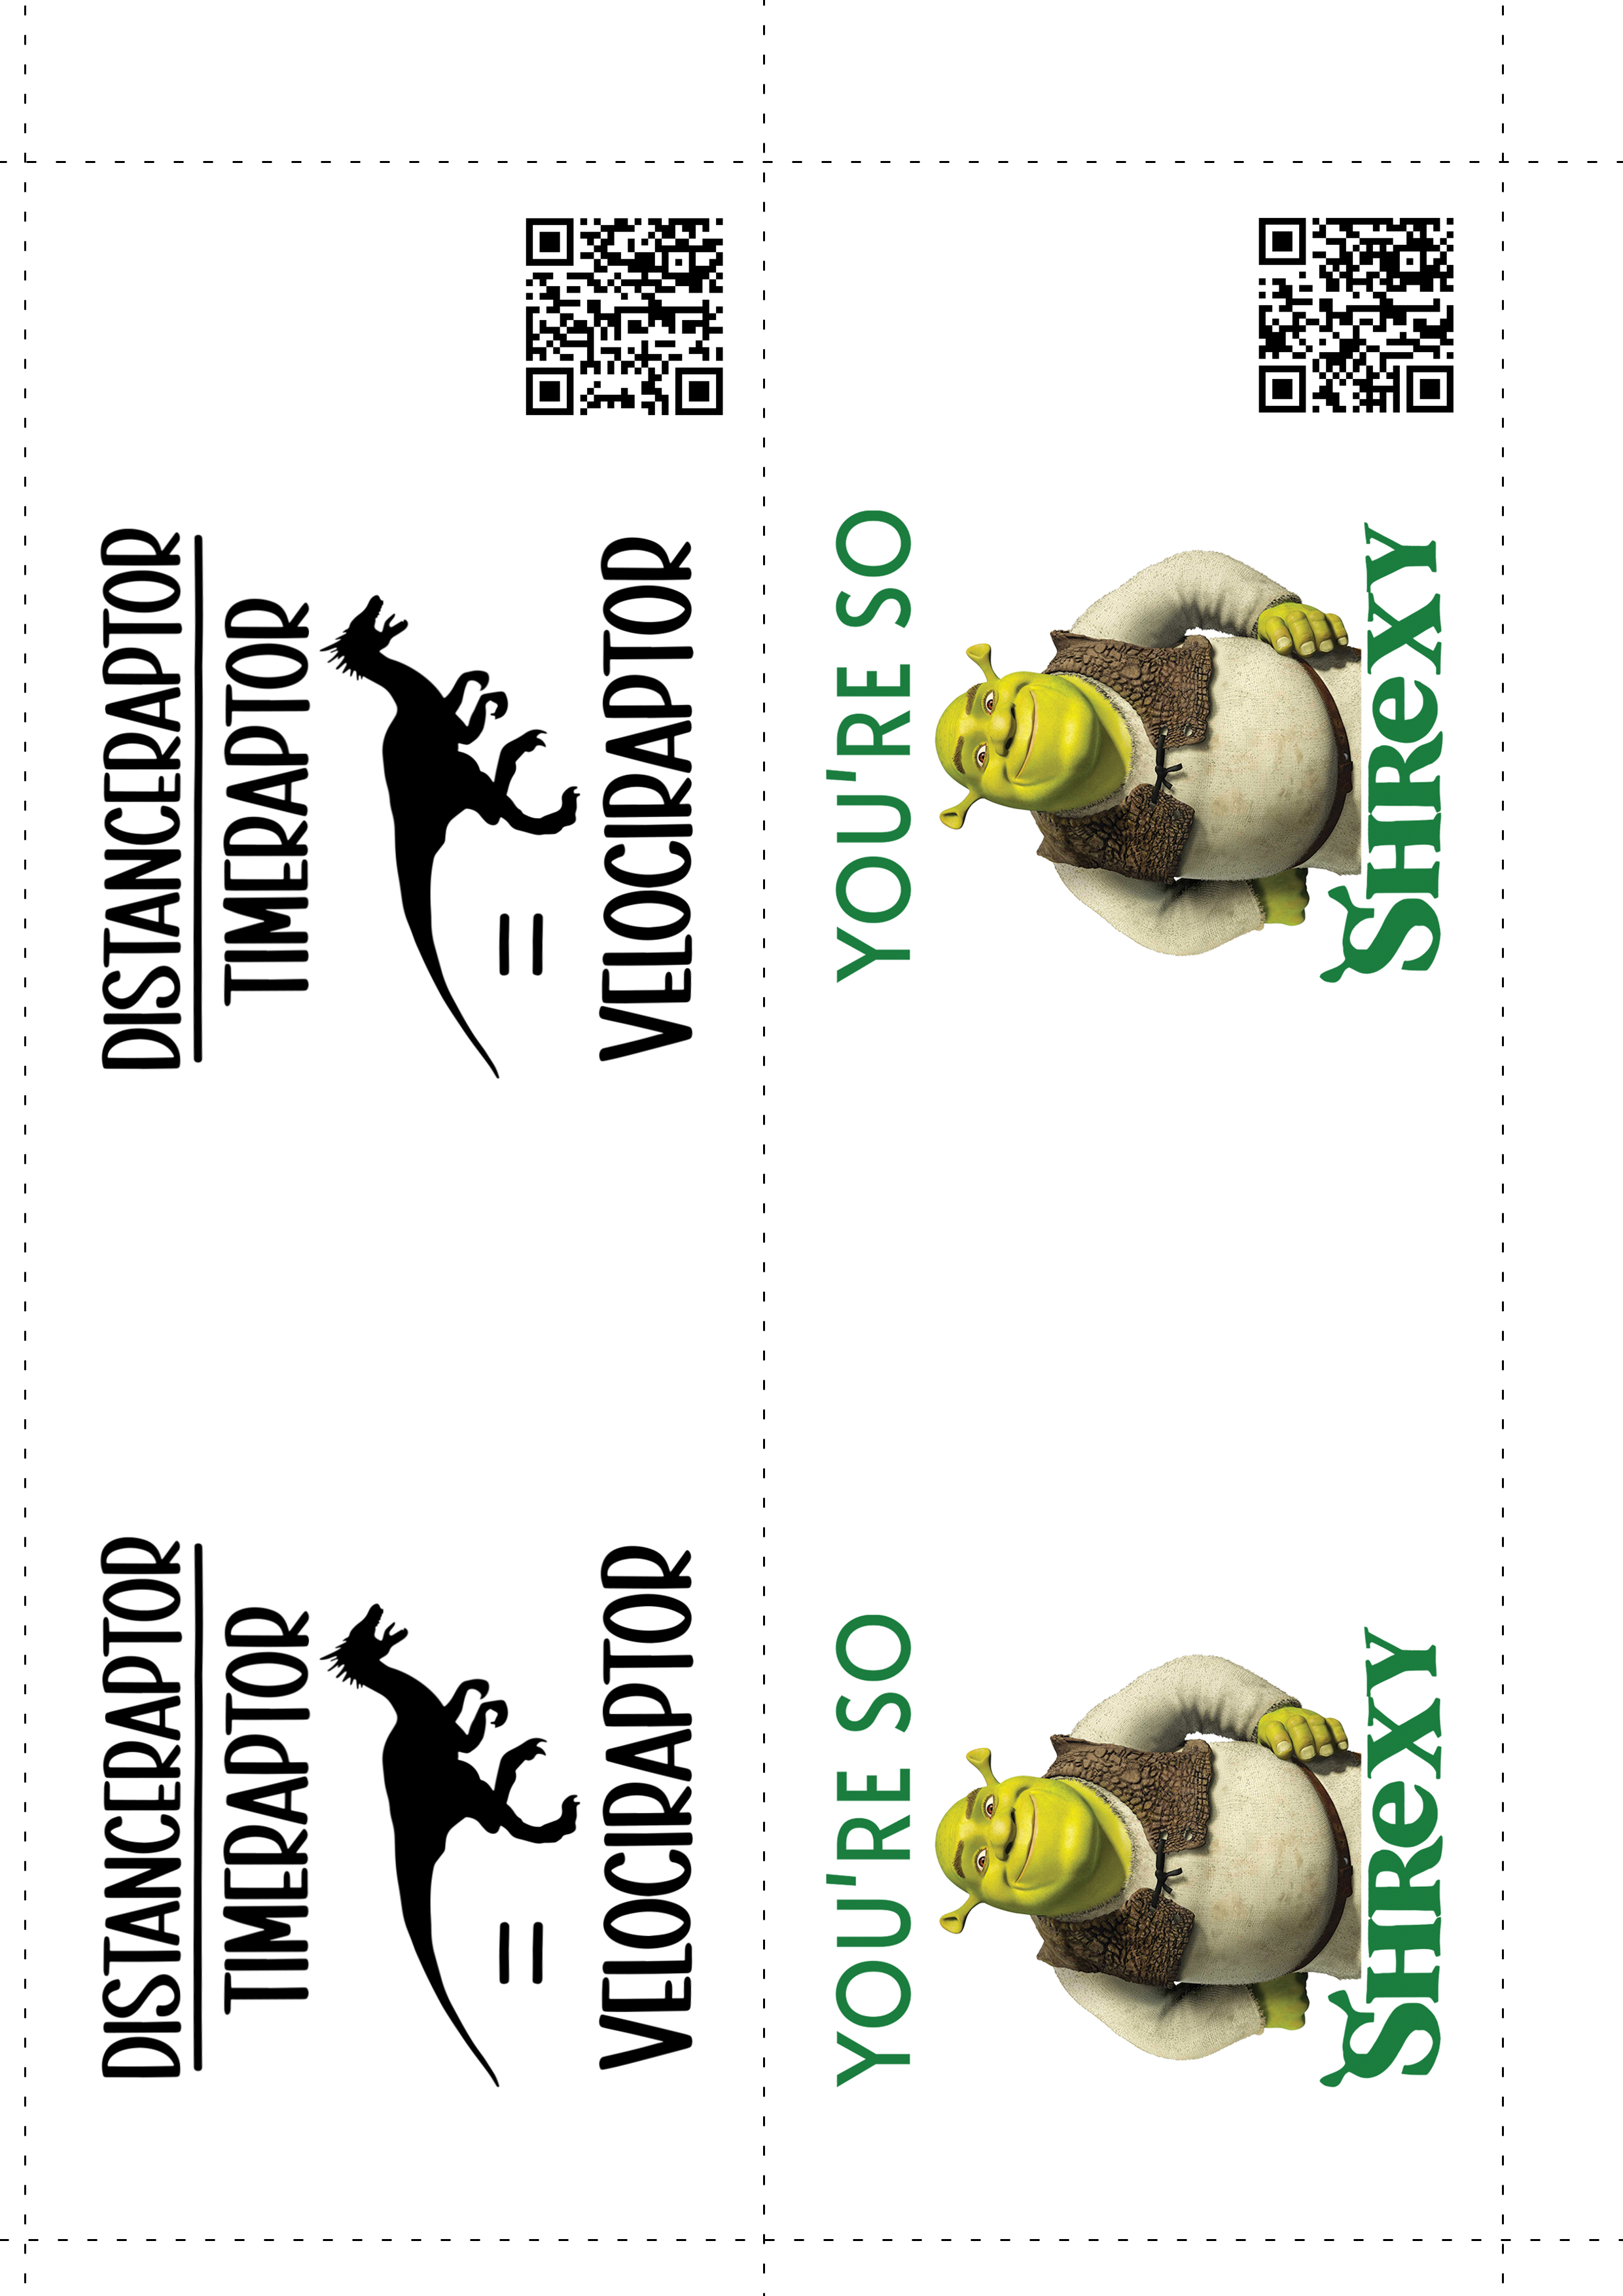 DISTANCERAPTOR
TIMERAPTOR
=
VELOCIRAPTOR
DISTANCERAPTOR
TIMERAPTOR
=
VELOCIRAPTOR
YOU'RE SO
SHReXY
YOU'RE SO
SHReXY